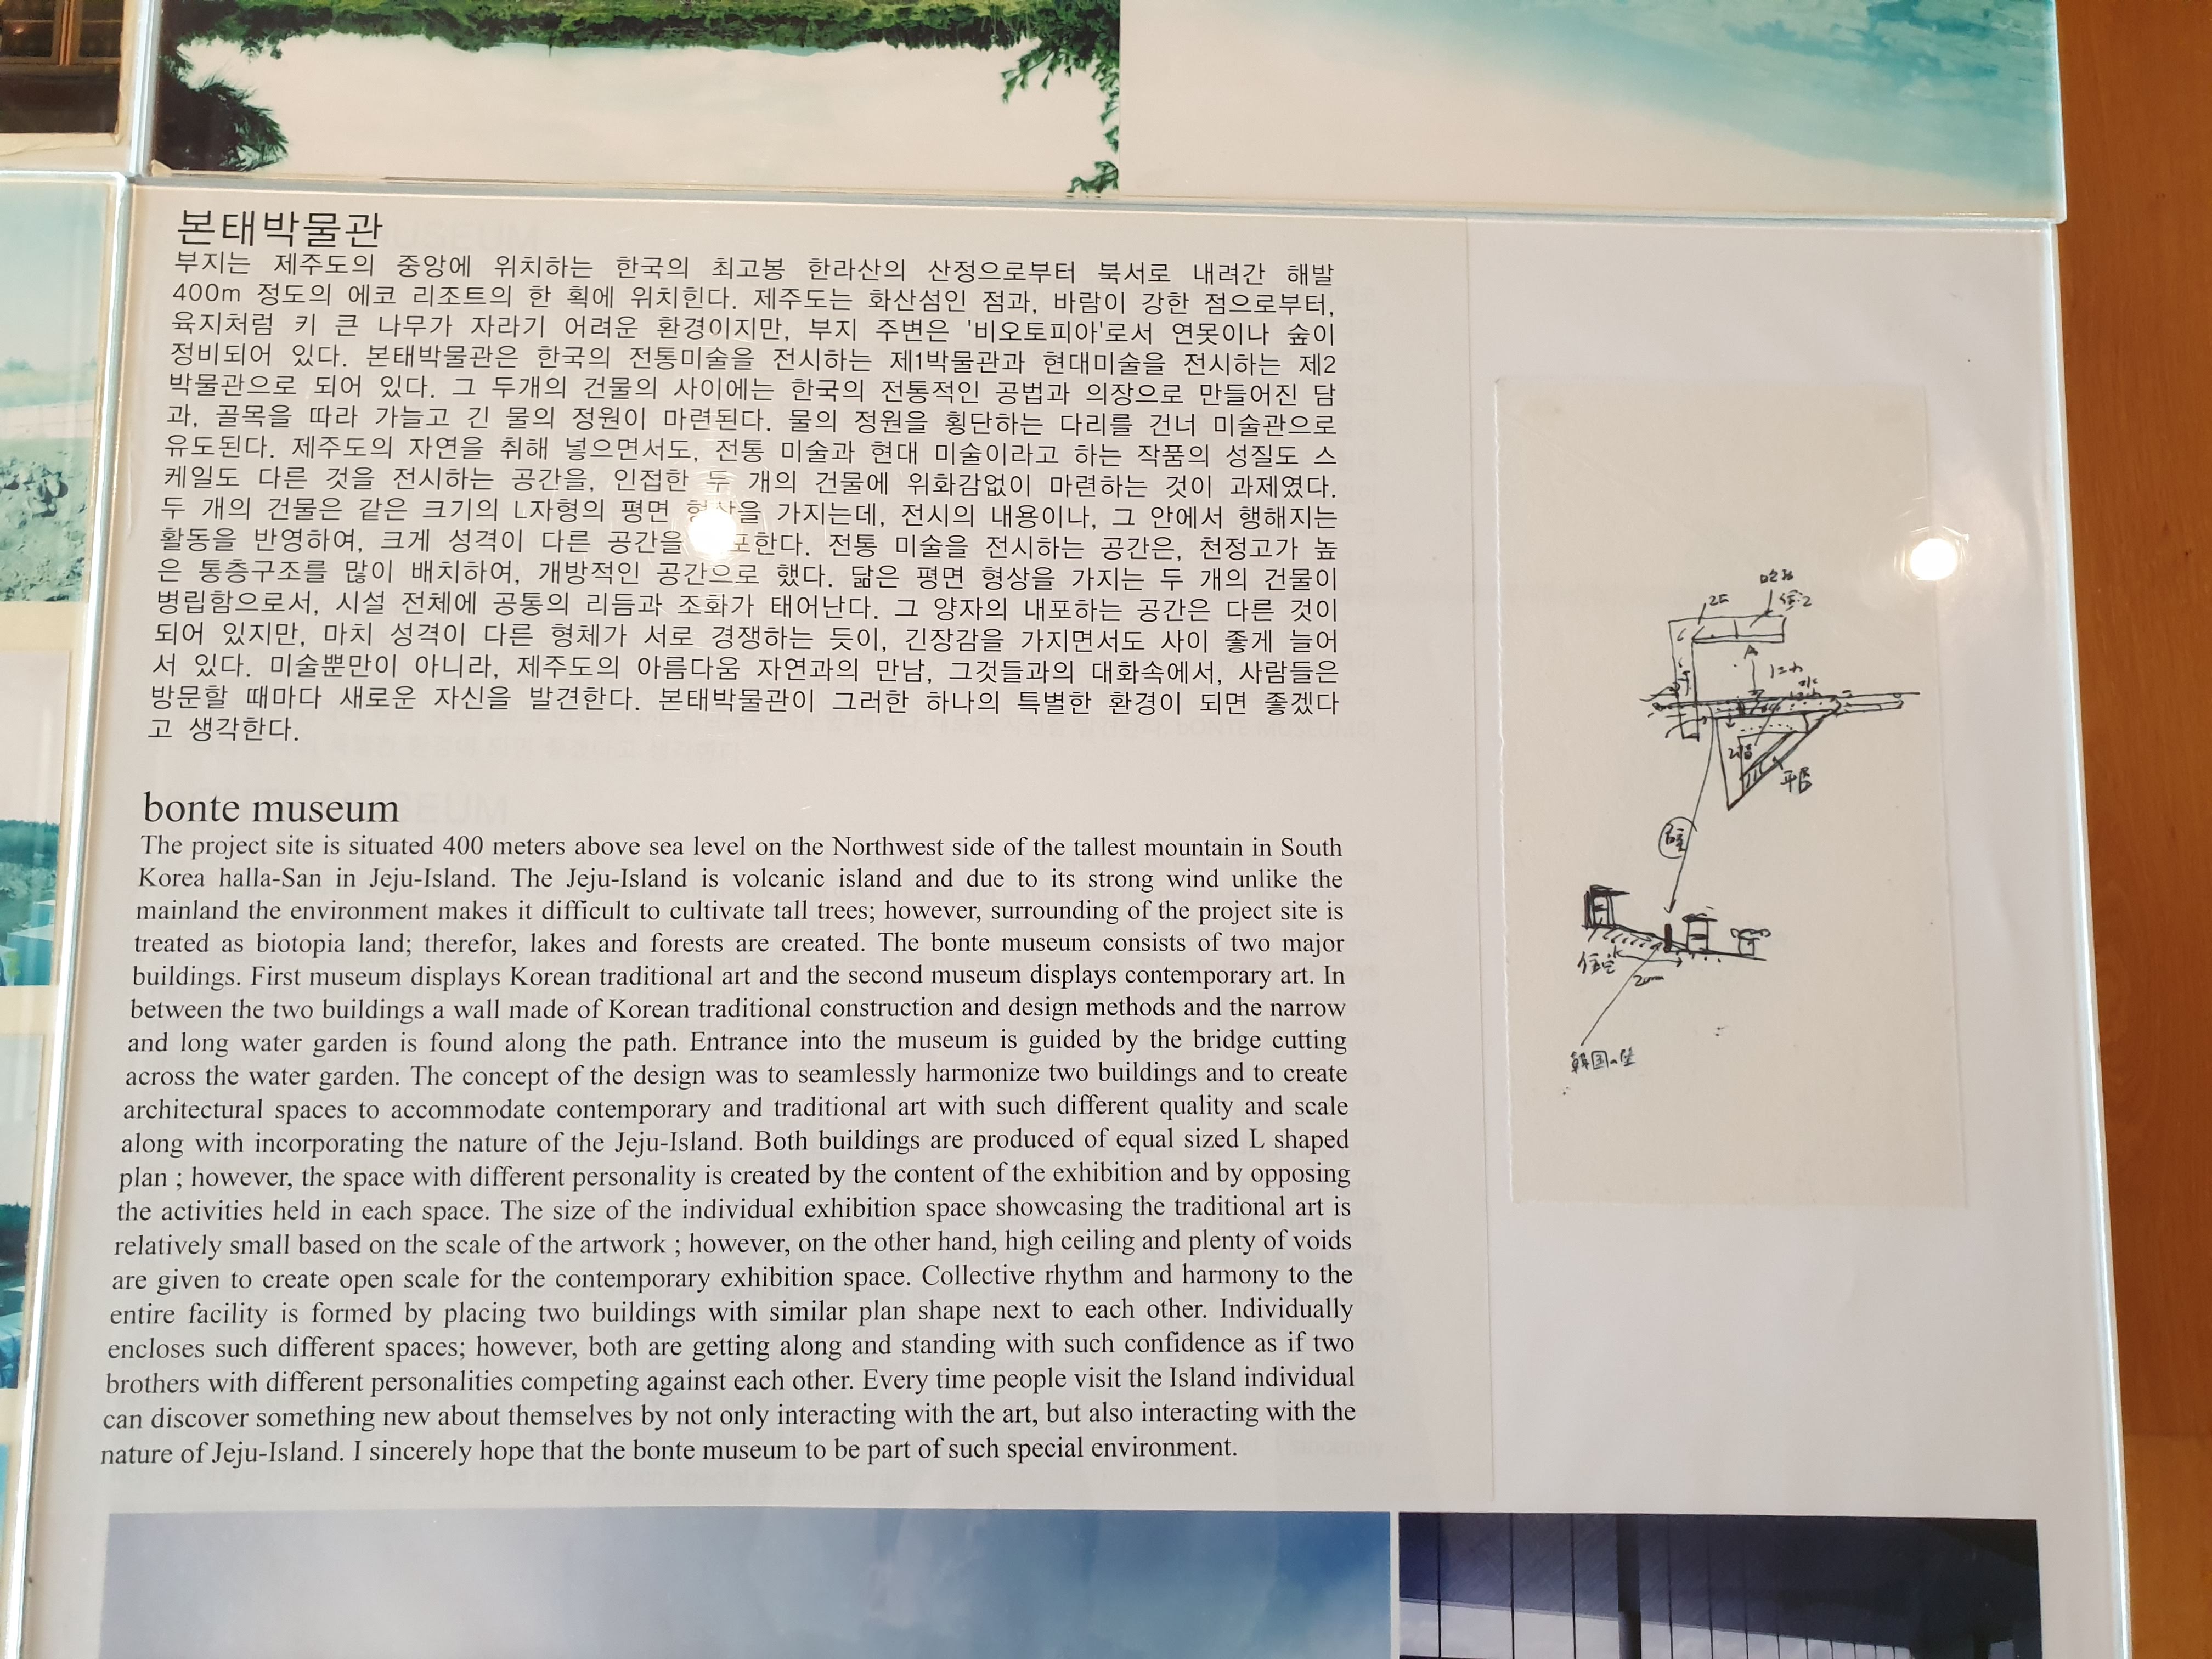 본태박물관
부지는 제주도의 중앙에 위치하는 한국의 최고봉 한라산의 산정으로부터 북서로 내려간 해발
400m 정도의 에코 리조트의 한 획에 위치힌다. 제주도는 화산섬인 점과, 바람이 강한 점으로부터,
육지처럼 키 큰 나무가 자라기 어려운 환경이지만, 부지 주변은 '비오토피아'로서 연못이나 숲이
정비되어 있다. 본태박물관은 한국의 전통미술을 전시하는 제1박물관과 현대미술을 전시하는 제2
박물관으로 되어 있다. 그 두개의 건물의 사이에는 한국의 전통적인 공법과 의장으로 만들어진 담
과, 골목을 따라 가늘고 긴 물의 정원이 마련된다. 물의 정원을 횡단하는 다리를 건너 미술관으로
유도된다. 제주도의 자연을 취해 넣으면서도, 전통 미술과 현대 미술이라고 하는 작품의 성질도 스
케일도 다른 것을 전시하는 공간을, 인접한 두 개의 건물에 위화감없이 마련하는 것이 과제였다.
두 개의 건물은 같은 크기의 L자형의 평면 형상을 가지는데, 전시의 내용이나, 그 안에서 행해지는
활동을 반영하여, 크게 성격이 다른 공간을 포한다. 전통 미술을 전시하는 공간은, 천정고가 높
은 통층구조를 많이 배치하여, 개방적인 공간으로 했다. 닮은 평면 형상을 가지는 두 개의 건물이
병립함으로서, 시설 전체에 공통의 리듬과 조화가 태어난다. 그 양자의 내포하는 공간은 다른 것이
되어 있지만, 마치 성격이 다른 형체가 서로 경쟁하는 듯이, 긴장감을 가지면서도 사이 좋게 늘어
서 있다. 미술뿐만이 아니라, 제주도의 아름다움 자연과의 만남, 그것들과의 대화속에서, 사람들은
방문할 때마다 새로운 자신을 발견한다. 본태박물관이 그러한 하나의 특별한 환경이 되면 좋겠다
고 생각한다.
bonte museum
The project site is situated 400 meters above sea level on the Northwest side of the tallest mountain in South
Korea halla-San in Jeju-Island. The Jeju-Island is volcanic island and due to its strong wind unlike the
mainland the environment makes it difficult to cultivate tall trees; however, surrounding of the project site is
treated as biotopia land; therefor, lakes and forests are created. The bonte museum consists of two major
buildings. First museum displays Korean traditional art and the second museum displays contemporary art. In
between the two buildings a wall made of Korean traditional construction and design methods and the narrow
and long water garden is found along the path. Entrance into the museum is guided by the bridge cutting
across the water garden. The concept of the design was to seamlessly harmonize two buildings and to create
architectural spaces to accommodate contemporary and traditional art with such different quality and scale
along with incorporating the nature of the Jeju-Island. Both buildings are produced of equal sized L shaped
plan ; however, the space with different personality is created by the content of the exhibition and by opposing
the activities held in each space. The size of the individual exhibition space showcasing the traditional art is
relatively small based on the scale of the artwork ; however, on the other hand, high ceiling and plenty of voids
are given to create open scale for the contemporary exhibition space. Collective rhythm and harmony to the
entire facility is formed by placing two buildings with similar plan shape next to each other. Individually
encloses such different spaces; however, both are getting along and standing with such confidence as if two
brothers with different personalities competing against each other. Every time people visit the Island individual
can discover something new about themselves by not only interacting with the art, but also interacting with the
nature of Jeju-Island. I sincerely hope that the bonte museum to be part of such special environment.
2F
韓国の壁